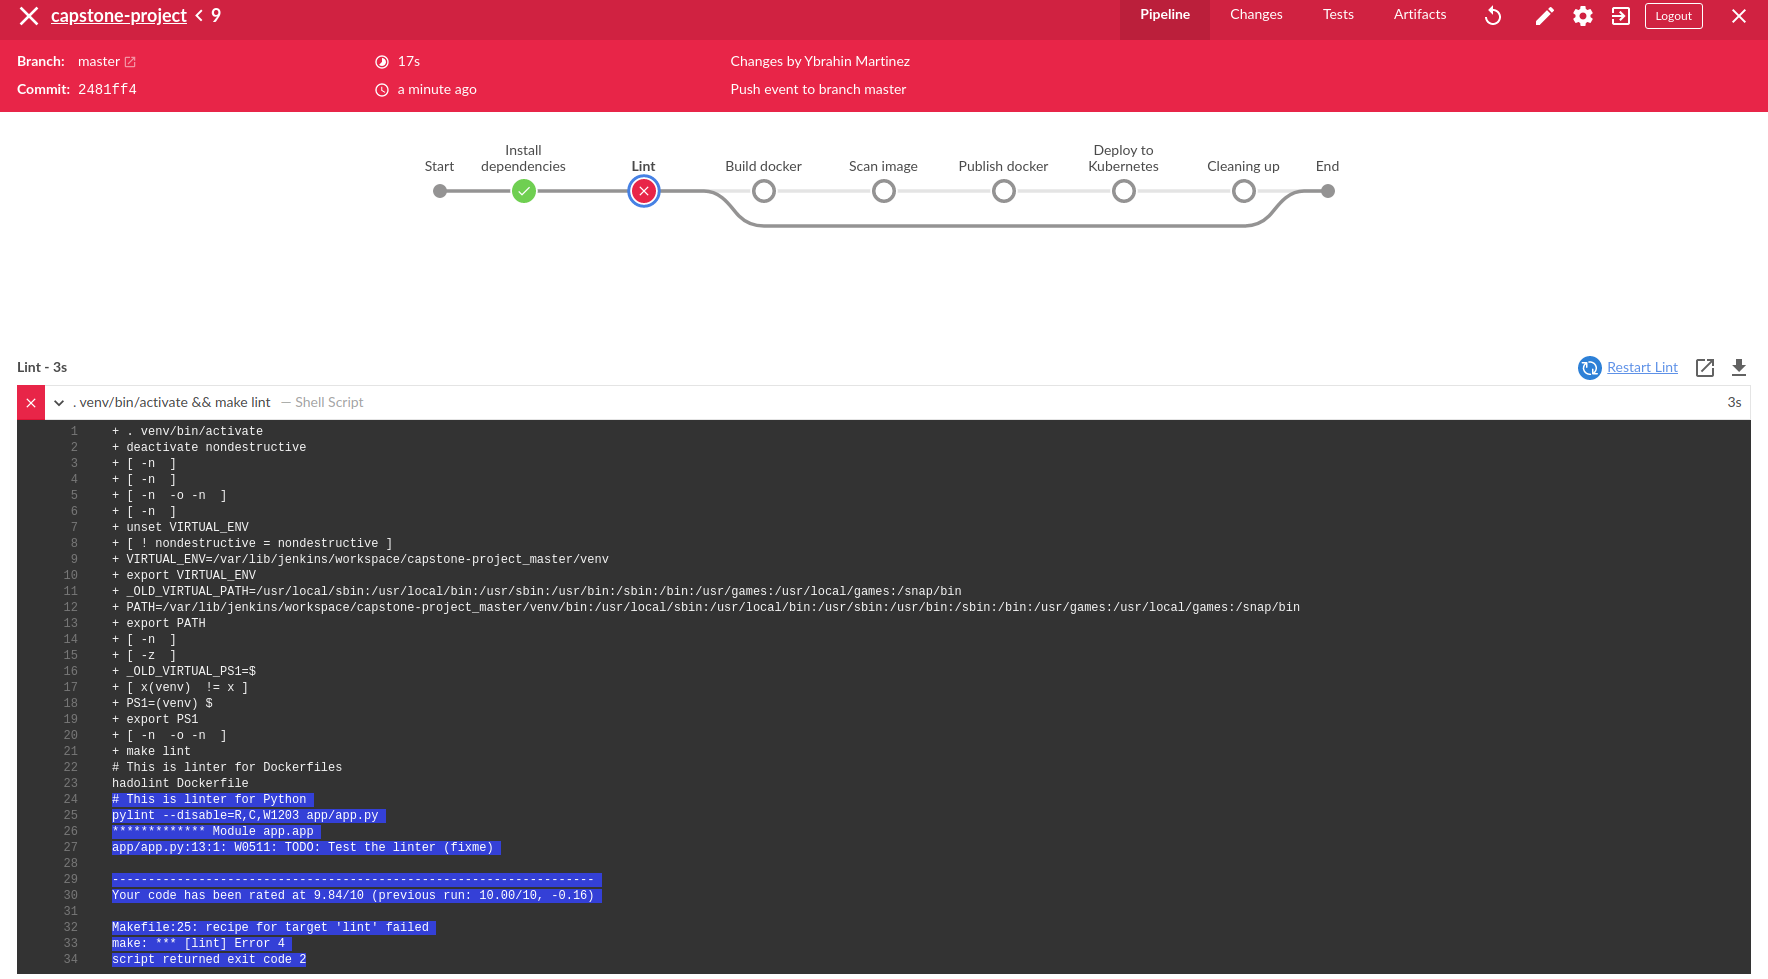 capstone-project < 9
Pipeline Changes Tests Artifacts Logout
Branch: master 17s Changes by Ybrahin Martinez
Commit: 2481ff4 a minute ago Push event to branch master
Start Install dependencies Lint Build docker Scan image Publish docker Deploy to Kubernetes Cleaning up End
Lint - 3s Restart Lint
. venv/bin/activate && make lint — Shell Script 3s
1 + . venv/bin/activate
2 + deactivate nondestructive
3 + [ -n  ]
4 + [ -n  ]
5 + [ -n  -o -n  ]
6 + [ -n  ]
7 + unset VIRTUAL_ENV
8 + [ ! nondestructive = nondestructive ]
9 + VIRTUAL_ENV=/var/lib/jenkins/workspace/capstone-project_master/venv
10 + export VIRTUAL_ENV
11 + _OLD_VIRTUAL_PATH=/usr/local/sbin:/usr/local/bin:/usr/sbin:/usr/bin:/sbin:/bin:/usr/games:/usr/local/games:/snap/bin
12 + PATH=/var/lib/jenkins/workspace/capstone-project_master/venv/bin:/usr/local/sbin:/usr/local/bin:/usr/sbin:/usr/bin:/sbin:/bin:/usr/games:/usr/local/games:/snap/bin
13 + export PATH
14 + [ -n  ]
15 + [ -z  ]
16 + _OLD_VIRTUAL_PS1=$
17 + [ x(venv)  != x ]
18 + PS1=(venv) $
19 + export PS1
20 + [ -n  -o -n  ]
21 + make lint
22 # This is linter for Dockerfiles
23 hadolint Dockerfile
24 # This is linter for Python
25 pylint --disable=R,C,W1203 app/app.py
26 ************* Module app.app
27 app/app.py:13:1: W0511: TODO: Test the linter (fixme)
28
29 -------------------------------------------------------------------
30 Your code has been rated at 9.84/10 (previous run: 10.00/10, -0.16)
31
32 Makefile:25: recipe for target 'lint' failed
33 make: *** [lint] Error 4
34 script returned exit code 2